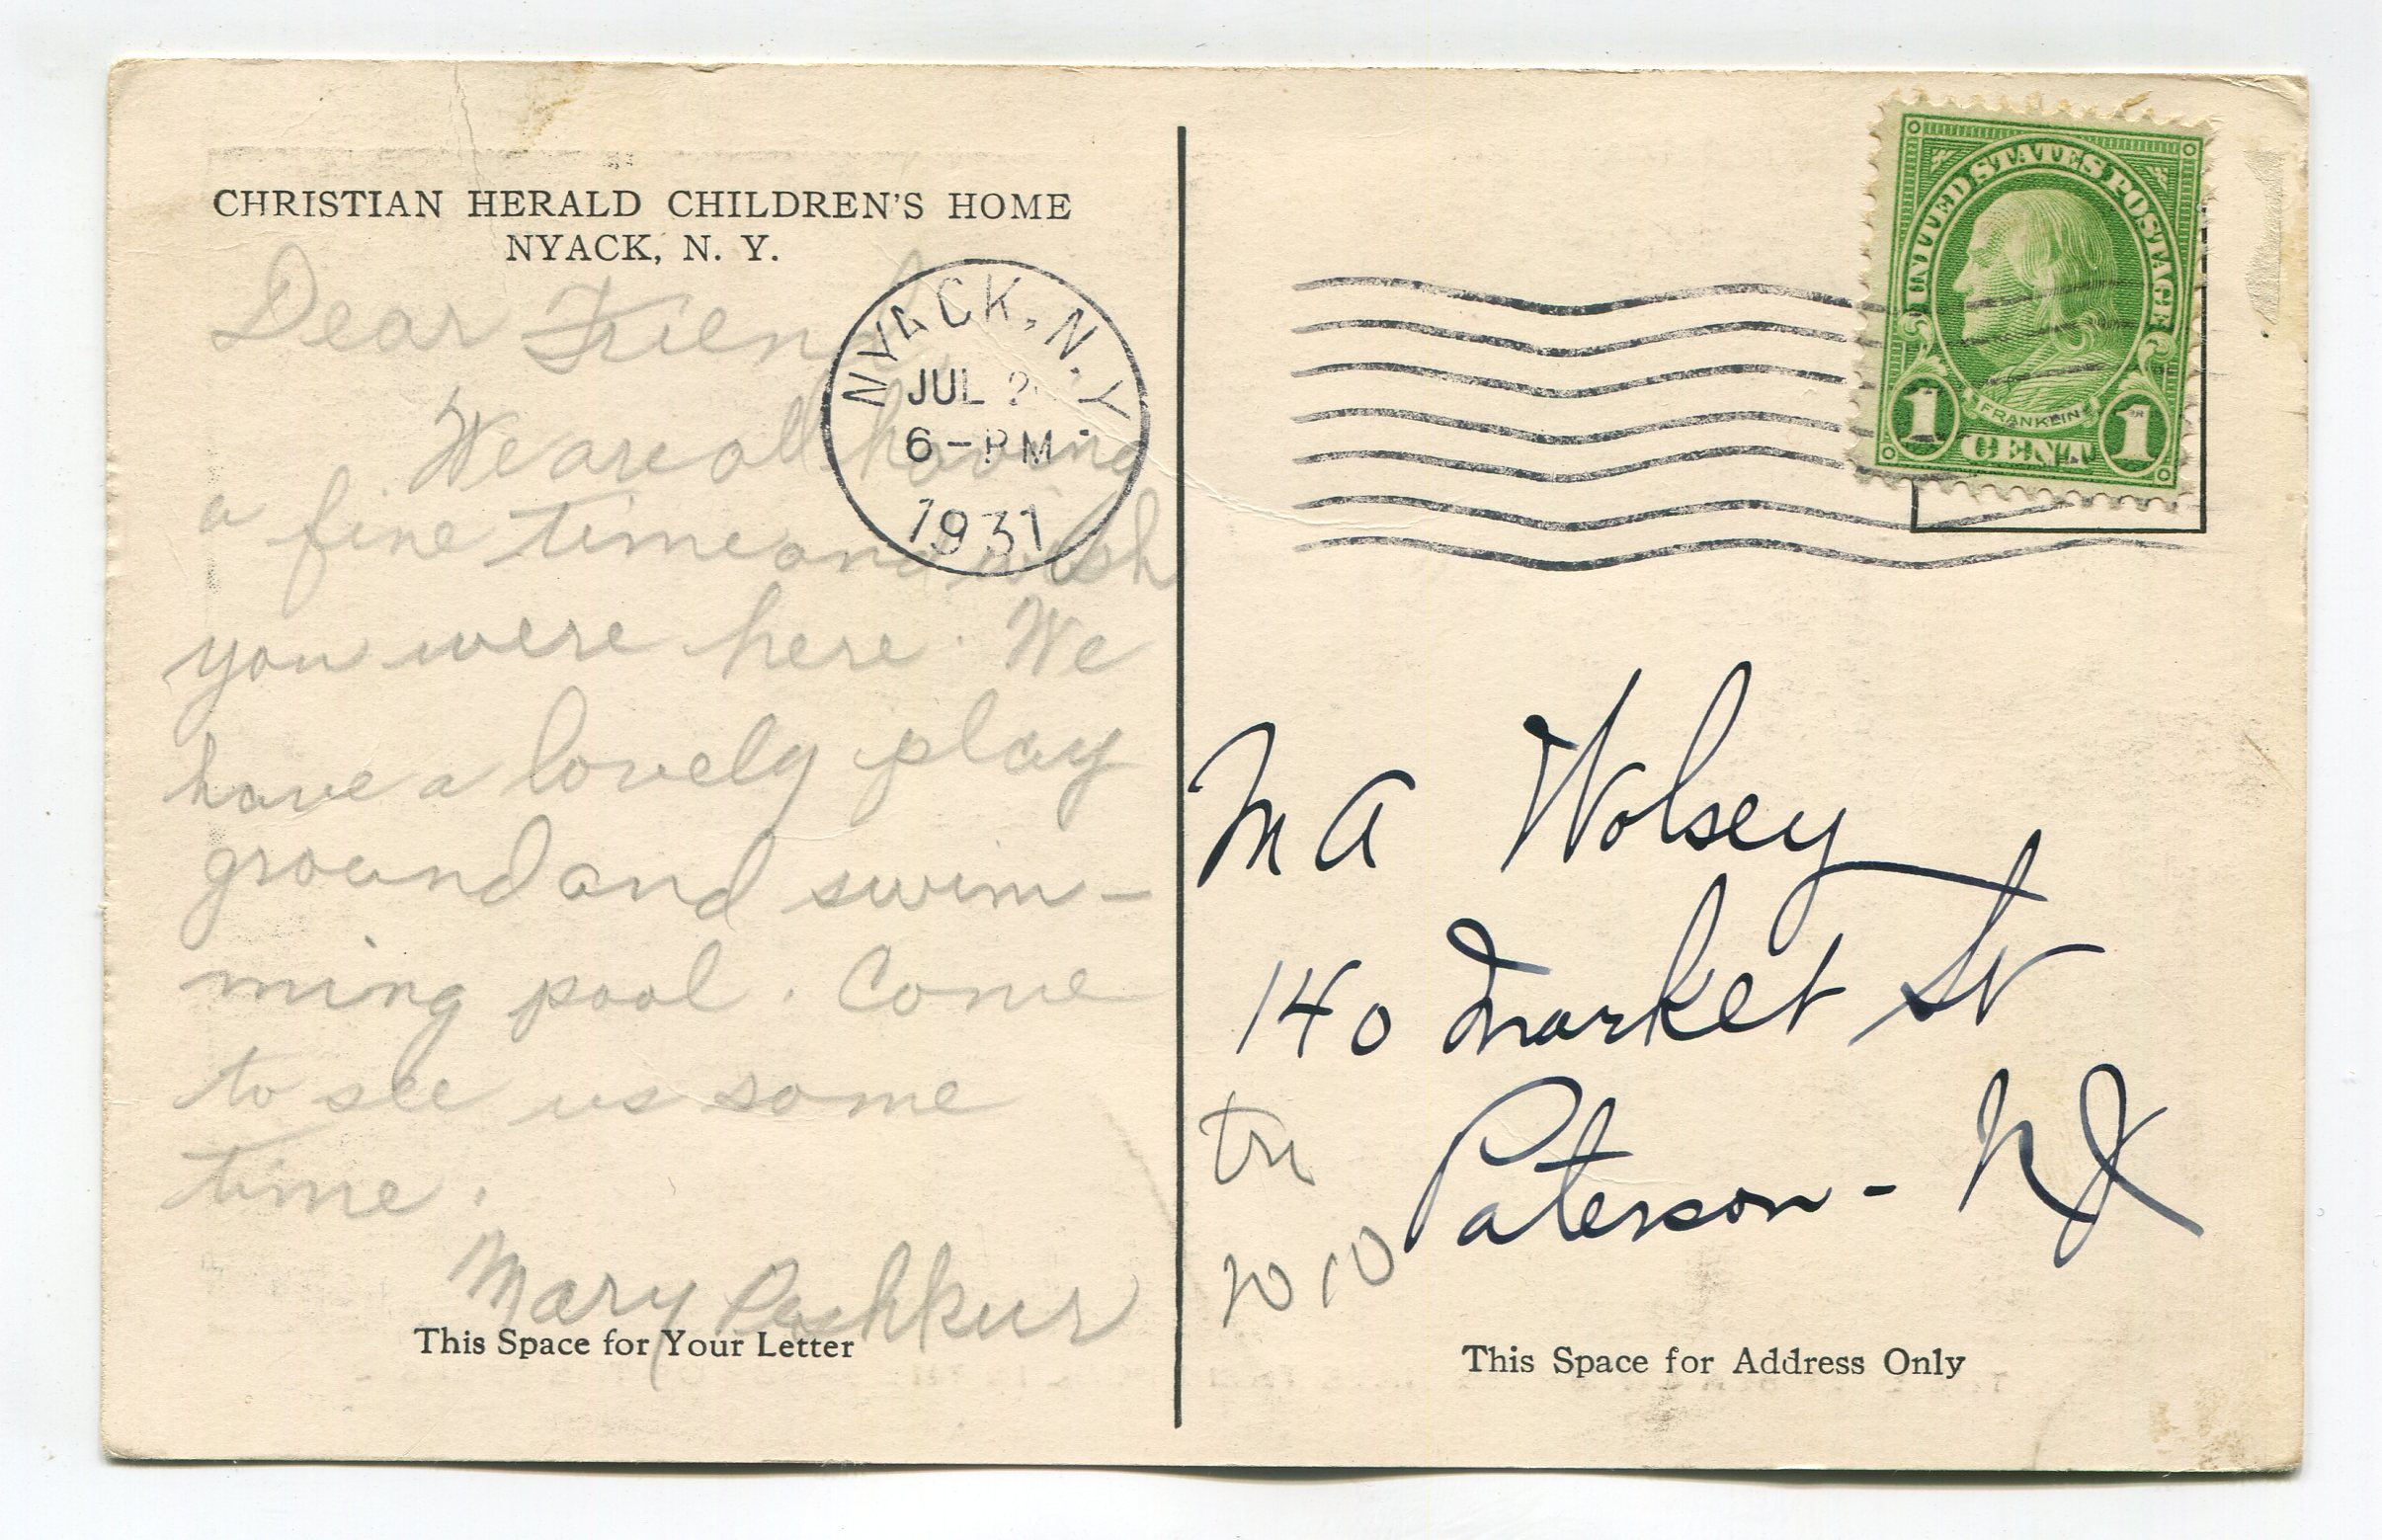 CHRISTIAN HERALD CHILDREN'S HOME
NYACK, N. Y.
Dear Friend
We are all having
a fine time and wish
you were here. We
have a lovely play
ground and swim-
ming pool. Come
to see us some
time.
Mary
This Space for Your Letter
NYACK, N.Y.
JUL
6-PM
1931
UNITED STATES POSTAGE
FRANKLIN
1 CENT 1
M A Wolsey
140 Market St
Paterson - NJ
This Space for Address Only